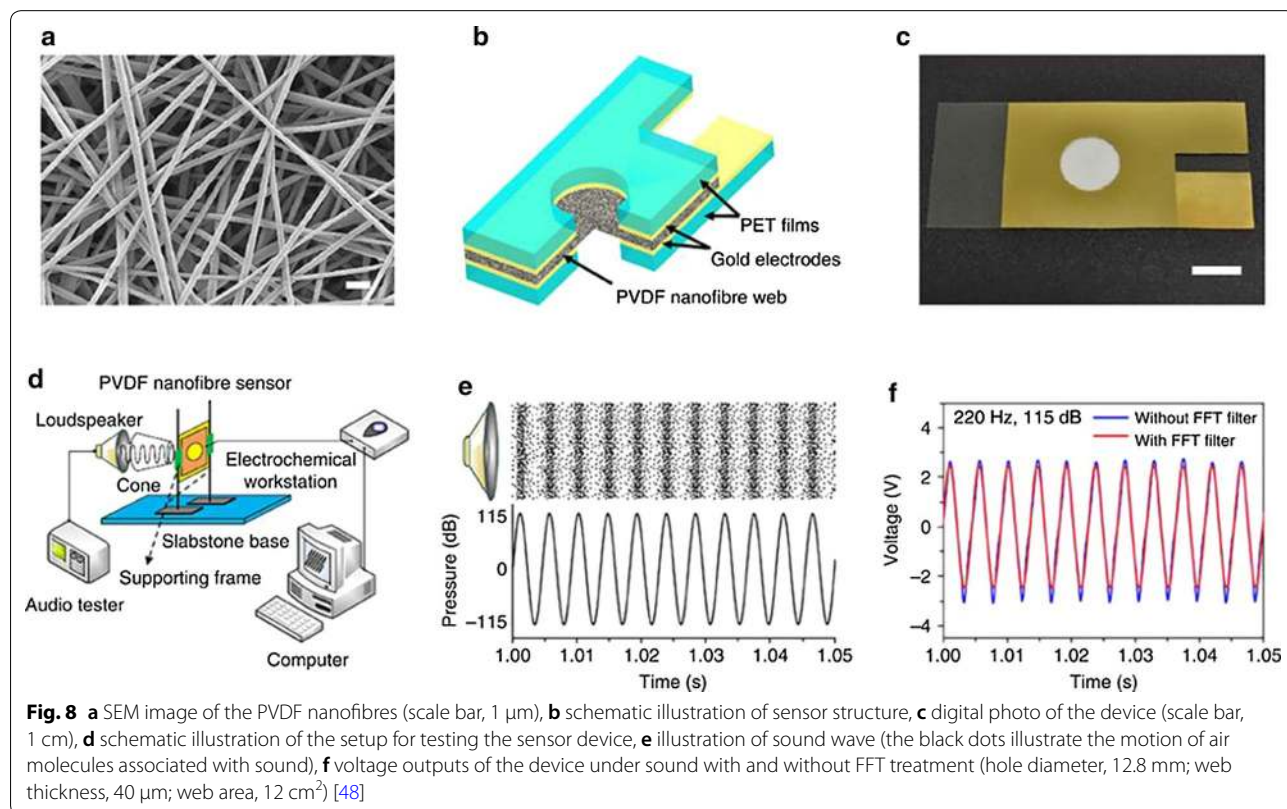 a
b
c
PET films
Gold electrodes
PVDF nanofibre web
d
PVDF nanofibre sensor
Loudspeaker
Cone
Electrochemical
workstation
Slabstone base
Supporting frame
Audio tester
Computer
e
Pressure (dB)
115
0
−115
1.00 1.01 1.02 1.03 1.04 1.05
Time (s)
f
220 Hz, 115 dB
Without FFT filter
With FFT filter
Voltage (V)
4
2
0
−2
−4
1.00 1.01 1.02 1.03 1.04 1.05
Time (s)
Fig. 8 a SEM image of the PVDF nanofibres (scale bar, 1 μm), b schematic illustration of sensor structure, c digital photo of the device (scale bar,
1 cm), d schematic illustration of the setup for testing the sensor device, e illustration of sound wave (the black dots illustrate the motion of air
molecules associated with sound), f voltage outputs of the device under sound with and without FFT treatment (hole diameter, 12.8 mm; web
thickness, 40 μm; web area, 12 cm²) [48]